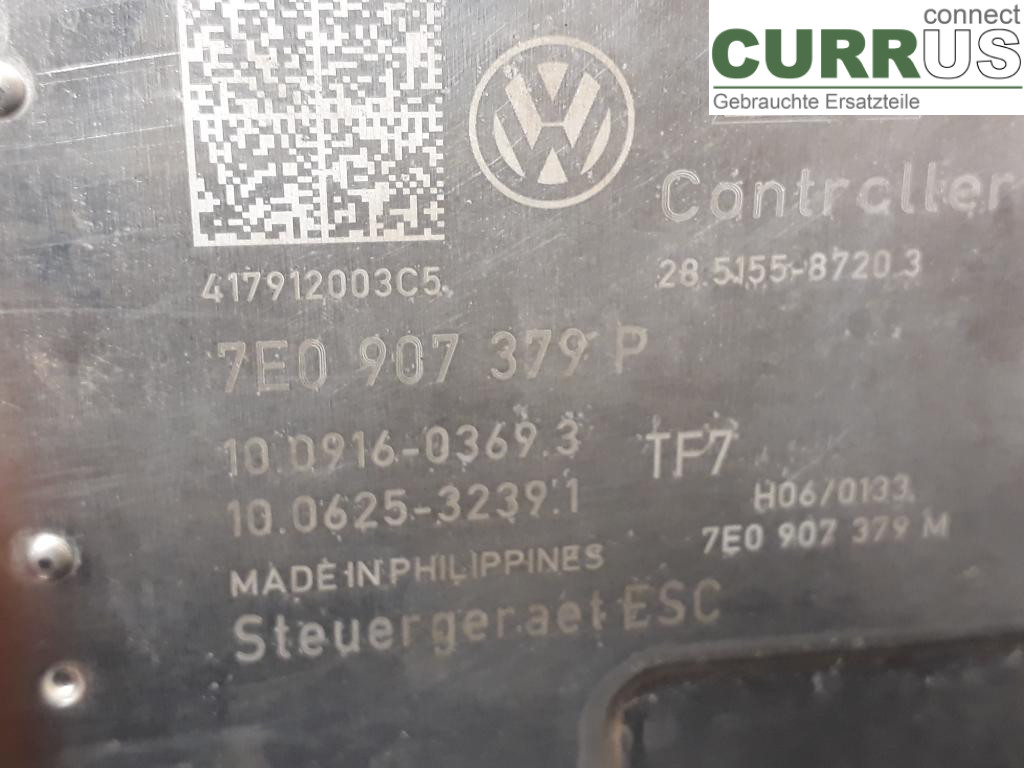 connect
CURRUS
Gebrauchte Ersatzteile
Controller
417912003C5
28.5155-8720.3
7E0 907 379 P
10.0916-0369.3
TF7
10.0625-3239.1
H06/0133
7E0 907 379 M
MADE IN PHILIPPINES
Steuergeraet ESC